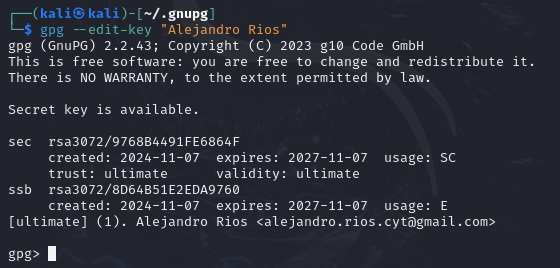 ┌──(kali㉿kali)-[~/.gnupg]
└─$ gpg --edit-key "Alejandro Rios"
gpg (GnuPG) 2.2.43; Copyright (C) 2023 g10 Code GmbH
This is free software: you are free to change and redistribute it.
There is NO WARRANTY, to the extent permitted by law.

Secret key is available.

sec  rsa3072/9768B4491FE6864F
     created: 2024-11-07  expires: 2027-11-07  usage: SC
     trust: ultimate      validity: ultimate
ssb  rsa3072/8D64B51E2EDA9760
     created: 2024-11-07  expires: 2027-11-07  usage: E
[ultimate] (1). Alejandro Rios <alejandro.rios.cyt@gmail.com>

gpg>